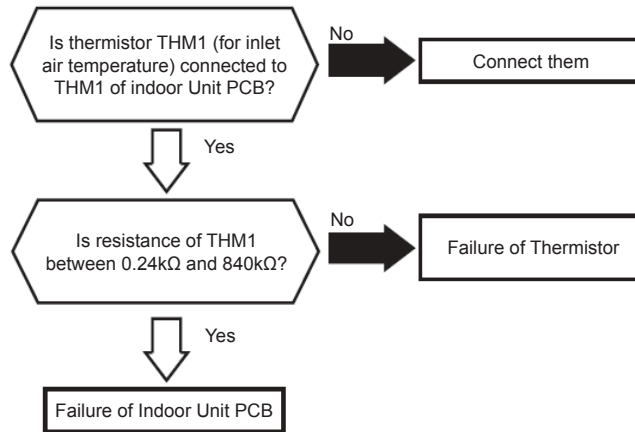 Is thermistor THM1 (for inlet
air temperature) connected to
THM1 of indoor Unit PCB?
No
Connect them
Yes
Is resistance of THM1
between 0.24kΩ and 840kΩ?
No
Failure of Thermistor
Yes
Failure of Indoor Unit PCB